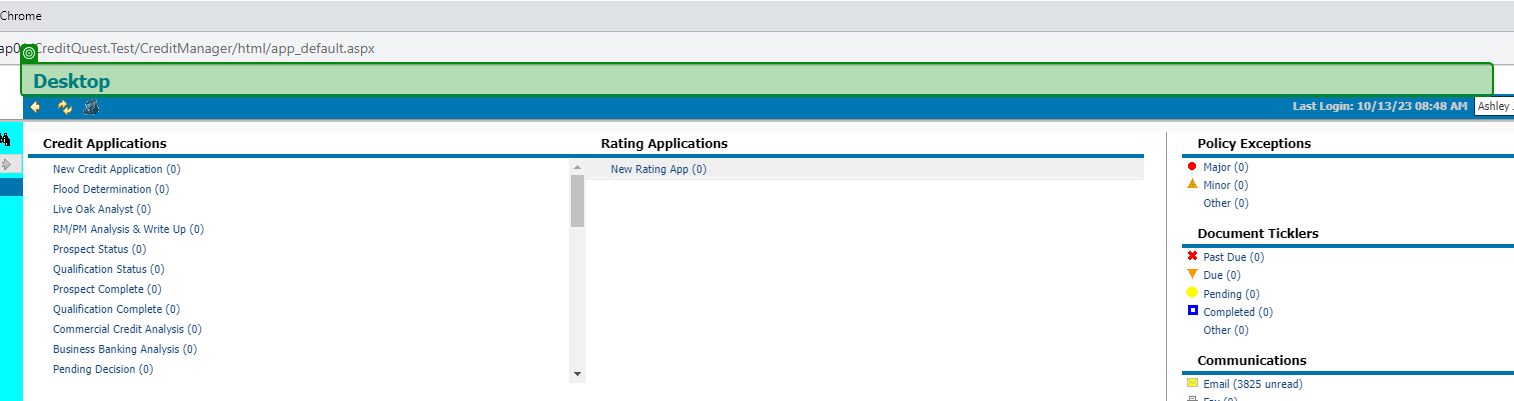 Chrome
CreditQuest.Test/CreditManager/html/app_default.aspx
Desktop
Last Login: 10/13/23 08:48 AM
Ashley
Credit Applications
New Credit Application (0)
Flood Determination (0)
Live Oak Analyst (0)
RM/PM Analysis & Write Up (0)
Prospect Status (0)
Qualification Status (0)
Prospect Complete (0)
Qualification Complete (0)
Commercial Credit Analysis (0)
Business Banking Analysis (0)
Pending Decision (0)
Rating Applications
New Rating App (0)
Policy Exceptions
Major (0)
Minor (0)
Other (0)
Document Ticklers
Past Due (0)
Due (0)
Pending (0)
Completed (0)
Other (0)
Communications
Email (3825 unread)